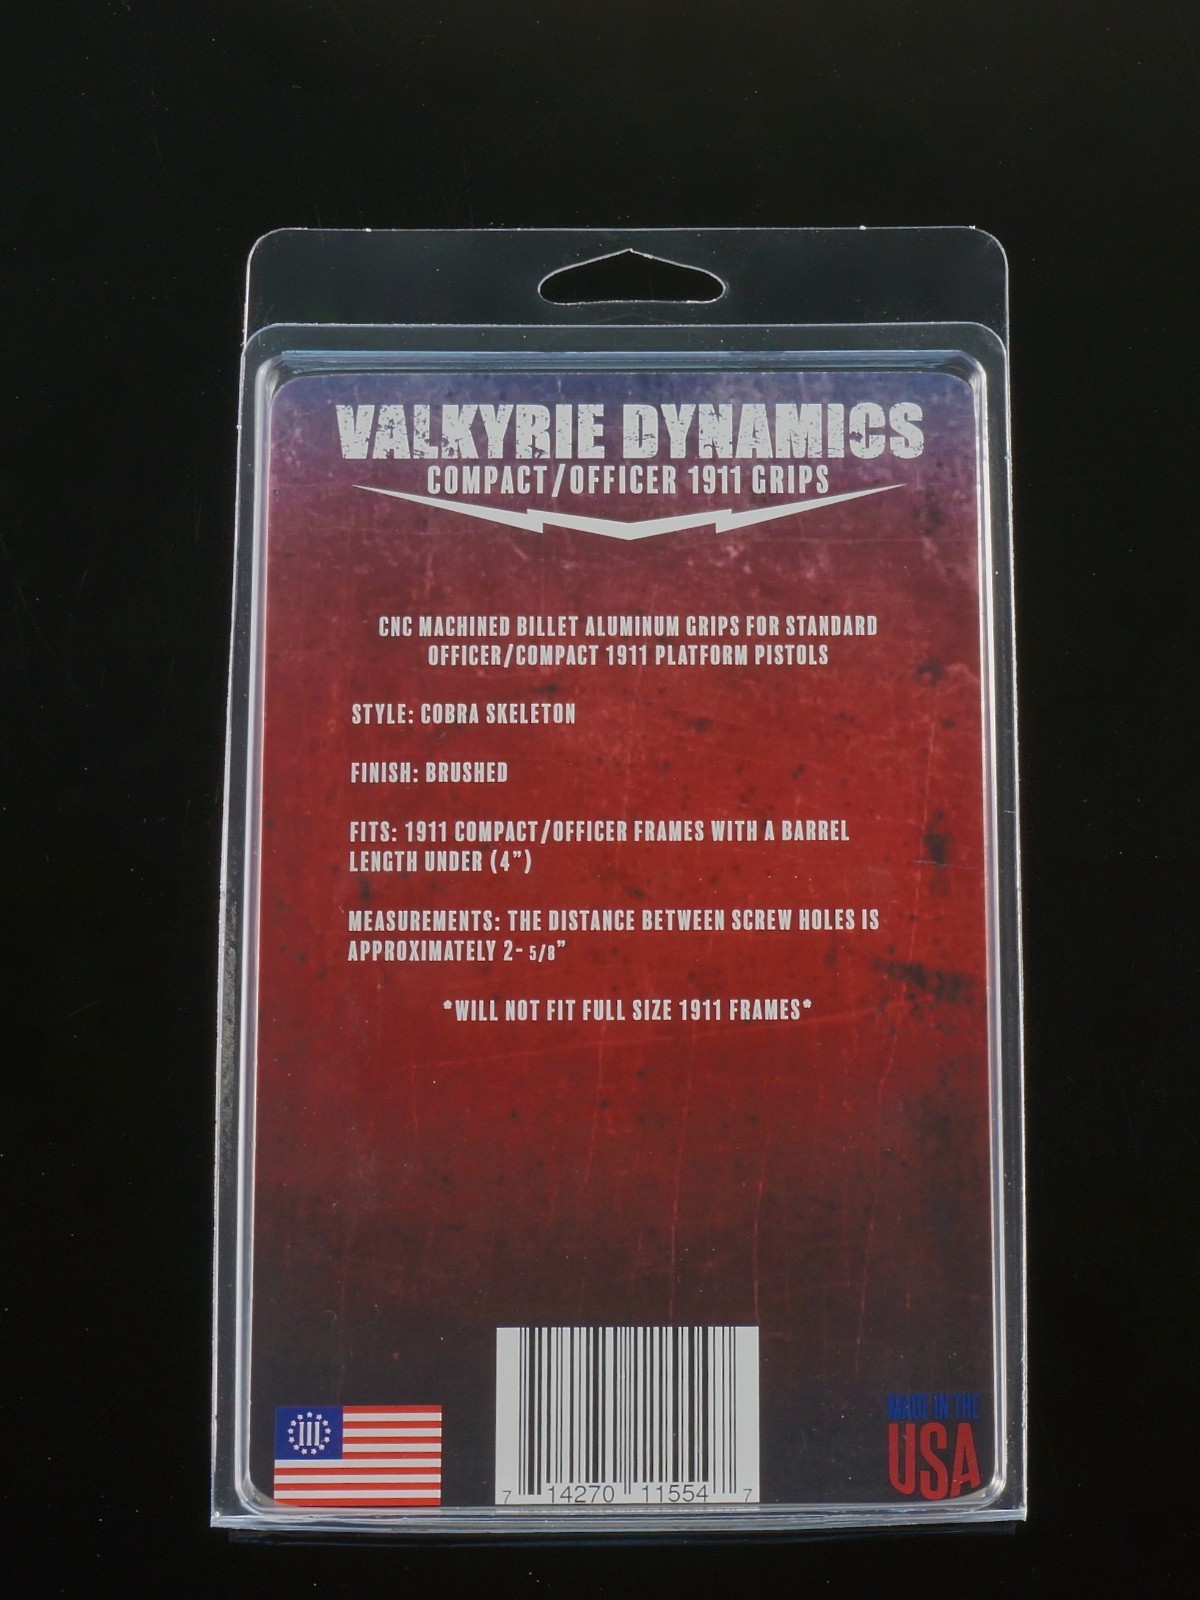 VALKYRIE DYNAMICS
COMPACT/OFFICER 1911 GRIPS
CNC MACHINED BILLET ALUMINUM GRIPS FOR STANDARD
OFFICER/COMPACT 1911 PLATFORM PISTOLS
STYLE: COBRA SKELETON
FINISH: BRUSHED
FITS: 1911 COMPACT/OFFICER FRAMES WITH A BARREL
LENGTH UNDER (4”)
MEASUREMENTS: THE DISTANCE BETWEEN SCREW HOLES IS
APPROXIMATELY 2- 5/8”
*WILL NOT FIT FULL SIZE 1911 FRAMES*
III
7 14270 11554 7
MADE IN THE
USA